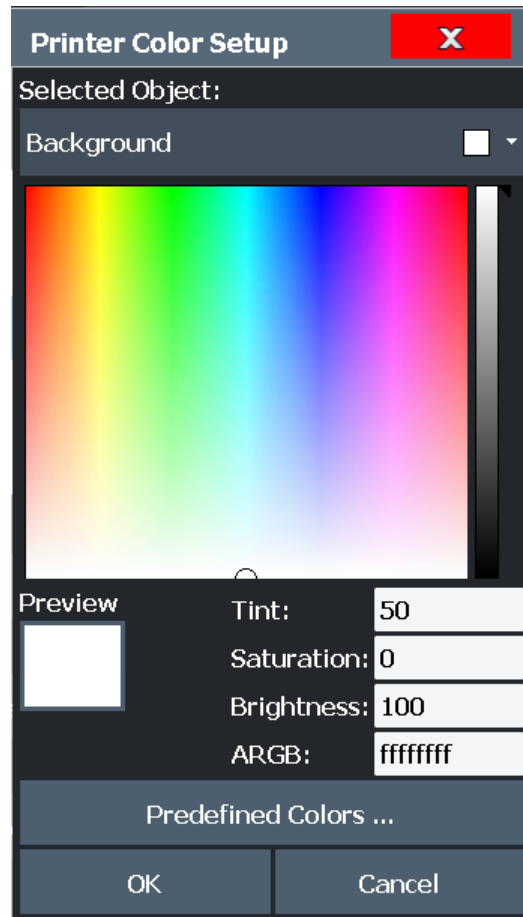 Printer Color Setup X
Selected Object:
Background
Preview
Tint: 50
Saturation: 0
Brightness: 100
ARGB: ffffffff
Predefined Colors ...
OK Cancel